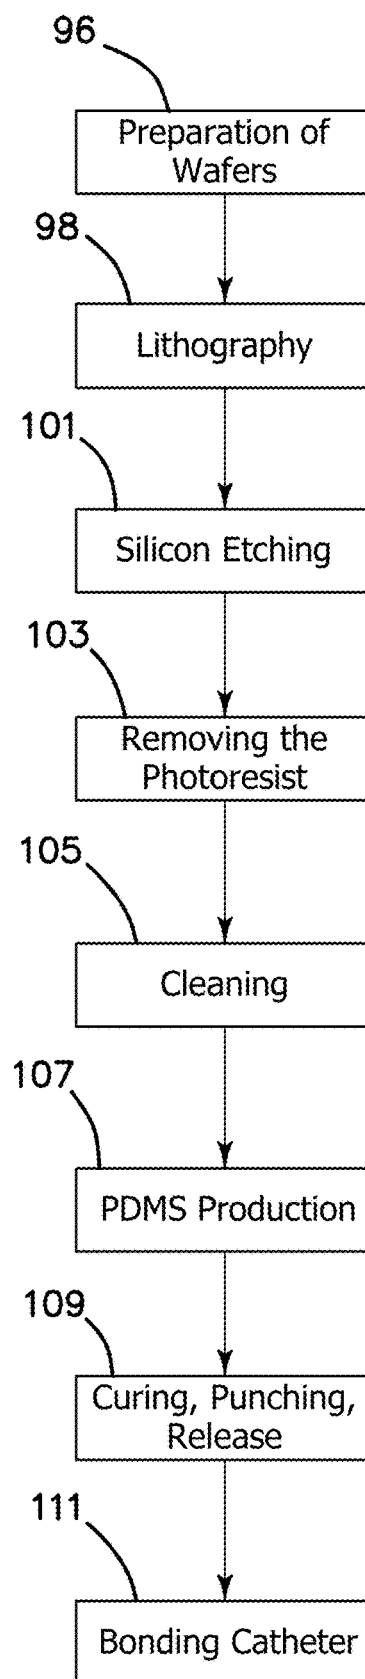 96
Preparation of
Wafers
98
Lithography
101
Silicon Etching
103
Removing the
Photoresist
105
Cleaning
107
PDMS Production
109
Curing, Punching,
Release
111
Bonding Catheter